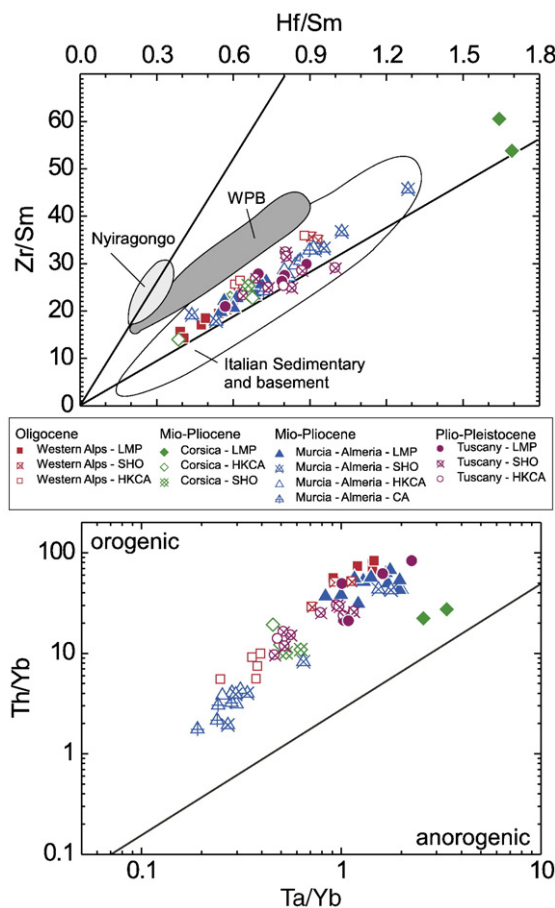 Hf/Sm
0.0 0.3 0.6 0.9 1.2 1.5 1.8
60
50
40
30
20
10
0
Zr/Sm
WPB
Nyiragongo
Italian Sedimentary
and basement
Oligocene
Western Alps - LMP
Western Alps - SHO
Western Alps - HKCA
Mio-Pliocene
Corsica - LMP
Corsica - HKCA
Corsica - SHO
Mio-Pliocene
Murcia - Almeria - LMP
Murcia - Almeria - SHO
Murcia - Almeria - HKCA
Murcia - Almeria - CA
Plio-Pleistocene
Tuscany - LMP
Tuscany - SHO
Tuscany - HKCA
orogenic
100
10
1
0.1
Th/Yb
anorogenic
0.1 1 10
Ta/Yb